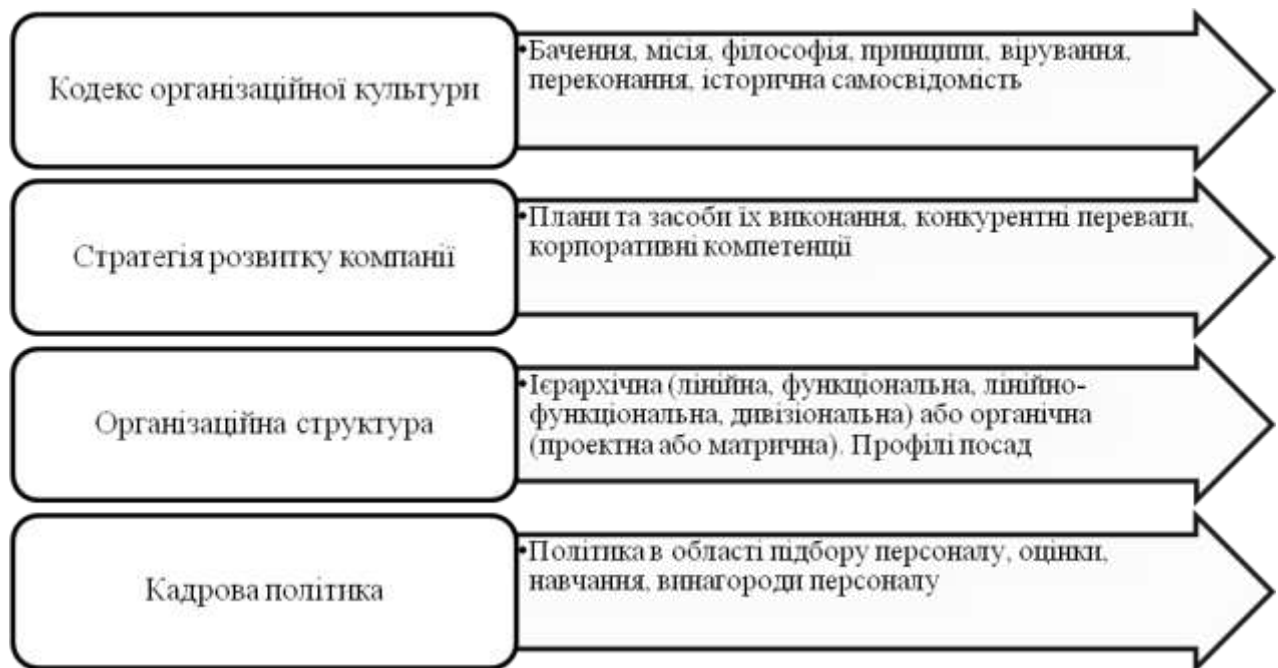 Кодекс організаційної культури
•Бачення, місія, філософія, принципи, вірування,
переконання, історична самосвідомість
Стратегія розвитку компанії
•Плани та засоби їх виконання, конкурентні переваги,
корпоративні компетенції
Організаційна структура
•Ієрархічна (лінійна, функціональна, лінійно-
функціональна, дивізіональна) або органічна
(проектна або матрична). Профілі посад
Кадрова політика
•Політика в області підбору персоналу, оцінки,
навчання, винагороди персоналу